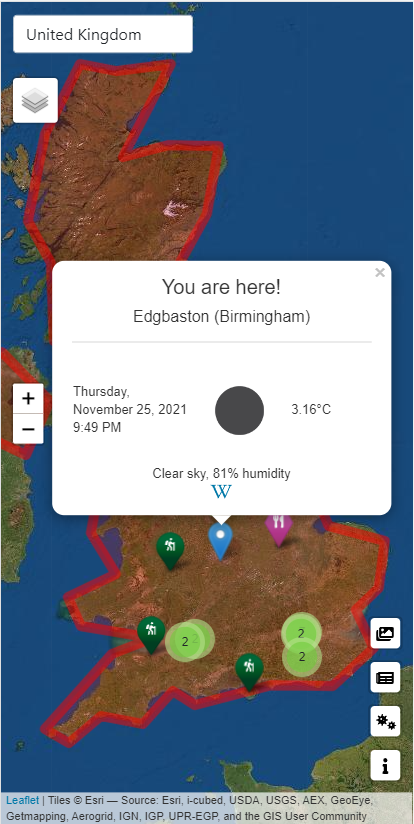 United Kingdom
×
You are here!
Edgbaston (Birmingham)
Thursday,
November 25, 2021
9:49 PM
3.16°C
Clear sky, 81% humidity
W
+
−
2
2
2
i
Leaflet | Tiles © Esri — Source: Esri, i-cubed, USDA, USGS, AEX, GeoEye,
Getmapping, Aerogrid, IGN, IGP, UPR-EGP, and the GIS User Community